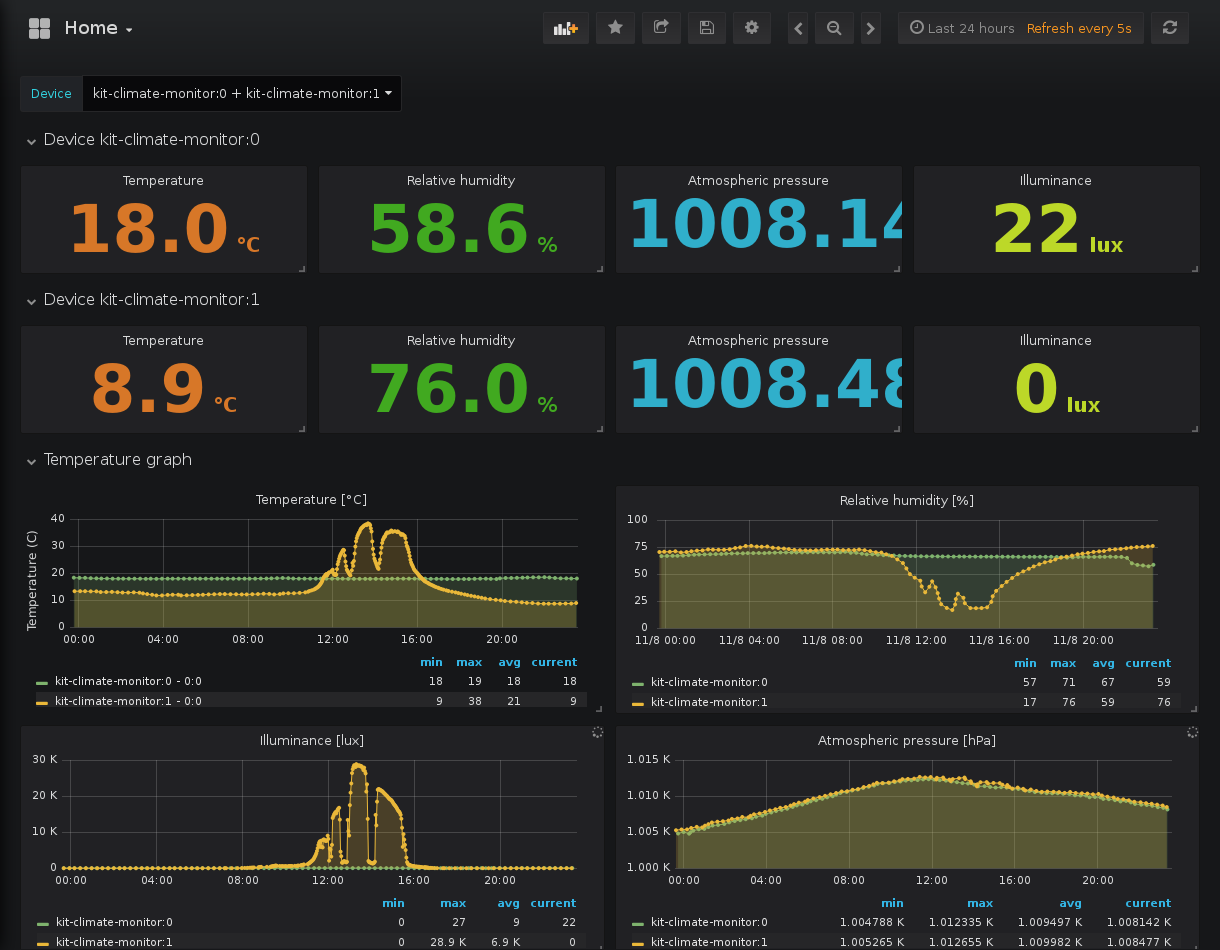 Home
Last 24 hours Refresh every 5s
Device kit-climate-monitor:0 + kit-climate-monitor:1
Device kit-climate-monitor:0
Temperature Relative humidity Atmospheric pressure Illuminance
18.0 °C 58.6 % 1008.14 22 lux
Device kit-climate-monitor:1
Temperature Relative humidity Atmospheric pressure Illuminance
8.9 °C 76.0 % 1008.48 0 lux
Temperature graph
Temperature [°C]
Temperature (C)
40
30
20
10
0
00:00 04:00 08:00 12:00 16:00 20:00
min max avg current
kit-climate-monitor:0 - 0:0 18 19 18 18
kit-climate-monitor:1 - 0:0 9 38 21 9
Relative humidity [%]
100
75
50
25
0
11/8 00:00 11/8 04:00 11/8 08:00 11/8 12:00 11/8 16:00 11/8 20:00
min max avg current
kit-climate-monitor:0 57 71 67 59
kit-climate-monitor:1 17 76 59 76
Illuminance [lux]
30 K
20 K
10 K
0
00:00 04:00 08:00 12:00 16:00 20:00
min max avg current
kit-climate-monitor:0 0 27 9 22
kit-climate-monitor:1 0 28.9 K 6.9 K 0
Atmospheric pressure [hPa]
1.015 K
1.010 K
1.005 K
1.000 K
00:00 04:00 08:00 12:00 16:00 20:00
min max avg current
kit-climate-monitor:0 1.004788 K 1.012335 K 1.009497 K 1.008142 K
kit-climate-monitor:1 1.005265 K 1.012655 K 1.009982 K 1.008477 K